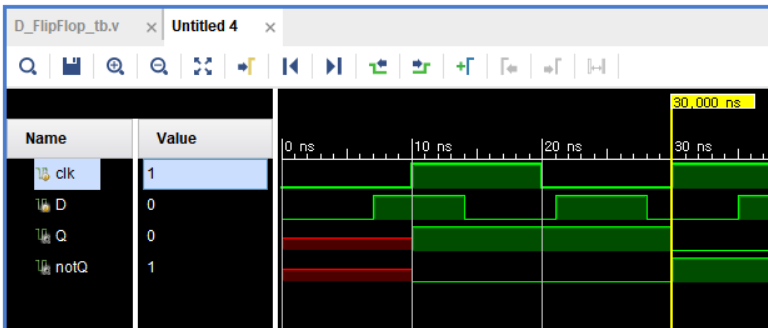 D_FlipFlop_tb.v × Untitled 4 ×
30,000 ns
Name Value
0 ns 10 ns 20 ns 30 ns
clk 1
D 0
Q 0
notQ 1